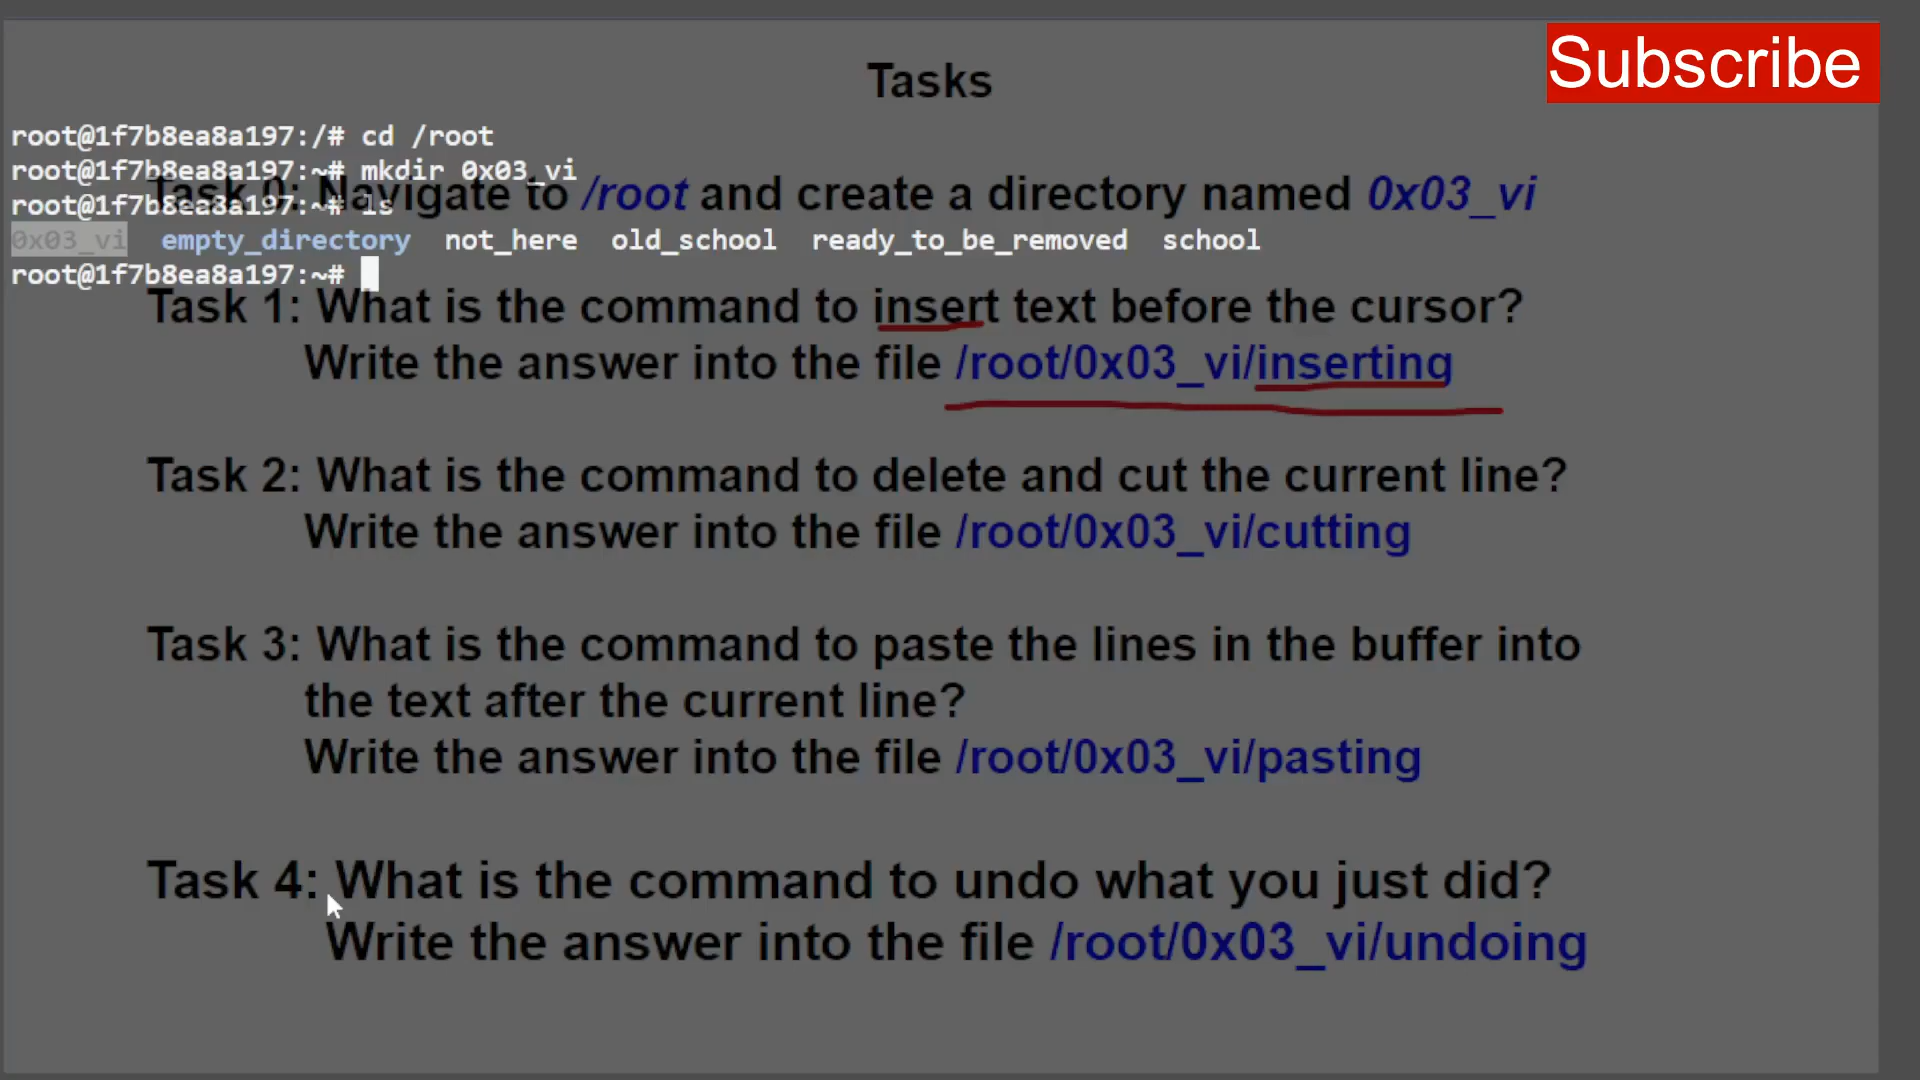 Subscribe
Tasks
root@1f7b8ea8a197:/# cd /root
root@1f7b8ea8a197:~# mkdir 0x03_vi
Task 0: Navigate to /root and create a directory named 0x03_vi
root@1f7b8ea8a197:~# ls
0x03_vi empty_directory not_here old_school ready_to_be_removed school
root@1f7b8ea8a197:~#
Task 1: What is the command to insert text before the cursor?
Write the answer into the file /root/0x03_vi/inserting
Task 2: What is the command to delete and cut the current line?
Write the answer into the file /root/0x03_vi/cutting
Task 3: What is the command to paste the lines in the buffer into
the text after the current line?
Write the answer into the file /root/0x03_vi/pasting
Task 4: What is the command to undo what you just did?
Write the answer into the file /root/0x03_vi/undoing